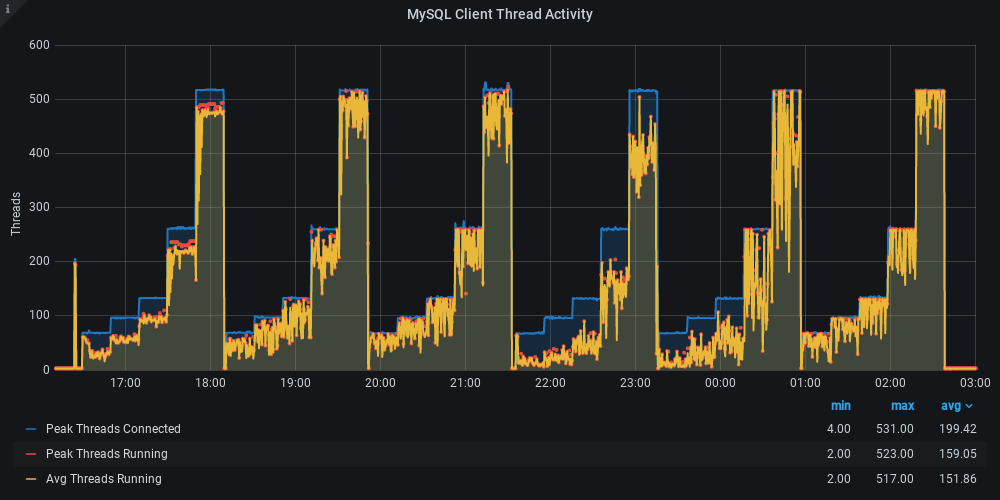 i
MySQL Client Thread Activity
Threads
600
500
400
300
200
100
0
17:00 18:00 19:00 20:00 21:00 22:00 23:00 00:00 01:00 02:00 03:00
min max avg
Peak Threads Connected 4.00 531.00 199.42
Peak Threads Running 2.00 523.00 159.05
Avg Threads Running 2.00 517.00 151.86